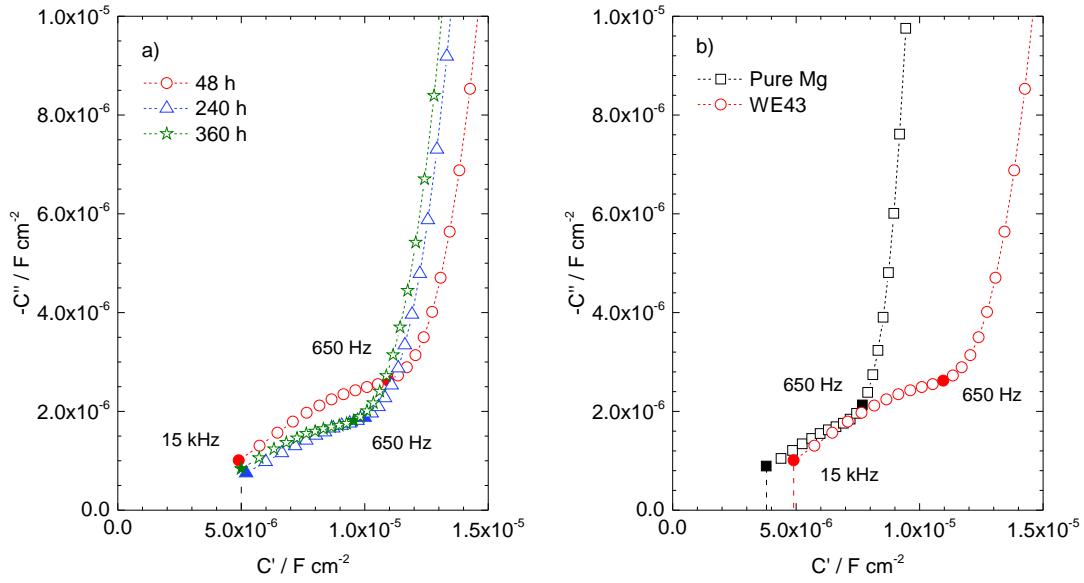 a)
48 h
240 h
360 h
650 Hz
15 kHz
650 Hz
-C'' / F cm-2
1.0x10-5
8.0x10-6
6.0x10-6
4.0x10-6
2.0x10-6
0.0
0.0
5.0x10-6
1.0x10-5
1.5x10-5
C' / F cm-2
b)
Pure Mg
WE43
650 Hz
650 Hz
15 kHz
-C'' / F cm-2
1.0x10-5
8.0x10-6
6.0x10-6
4.0x10-6
2.0x10-6
0.0
0.0
5.0x10-6
1.0x10-5
1.5x10-5
C' / F cm-2